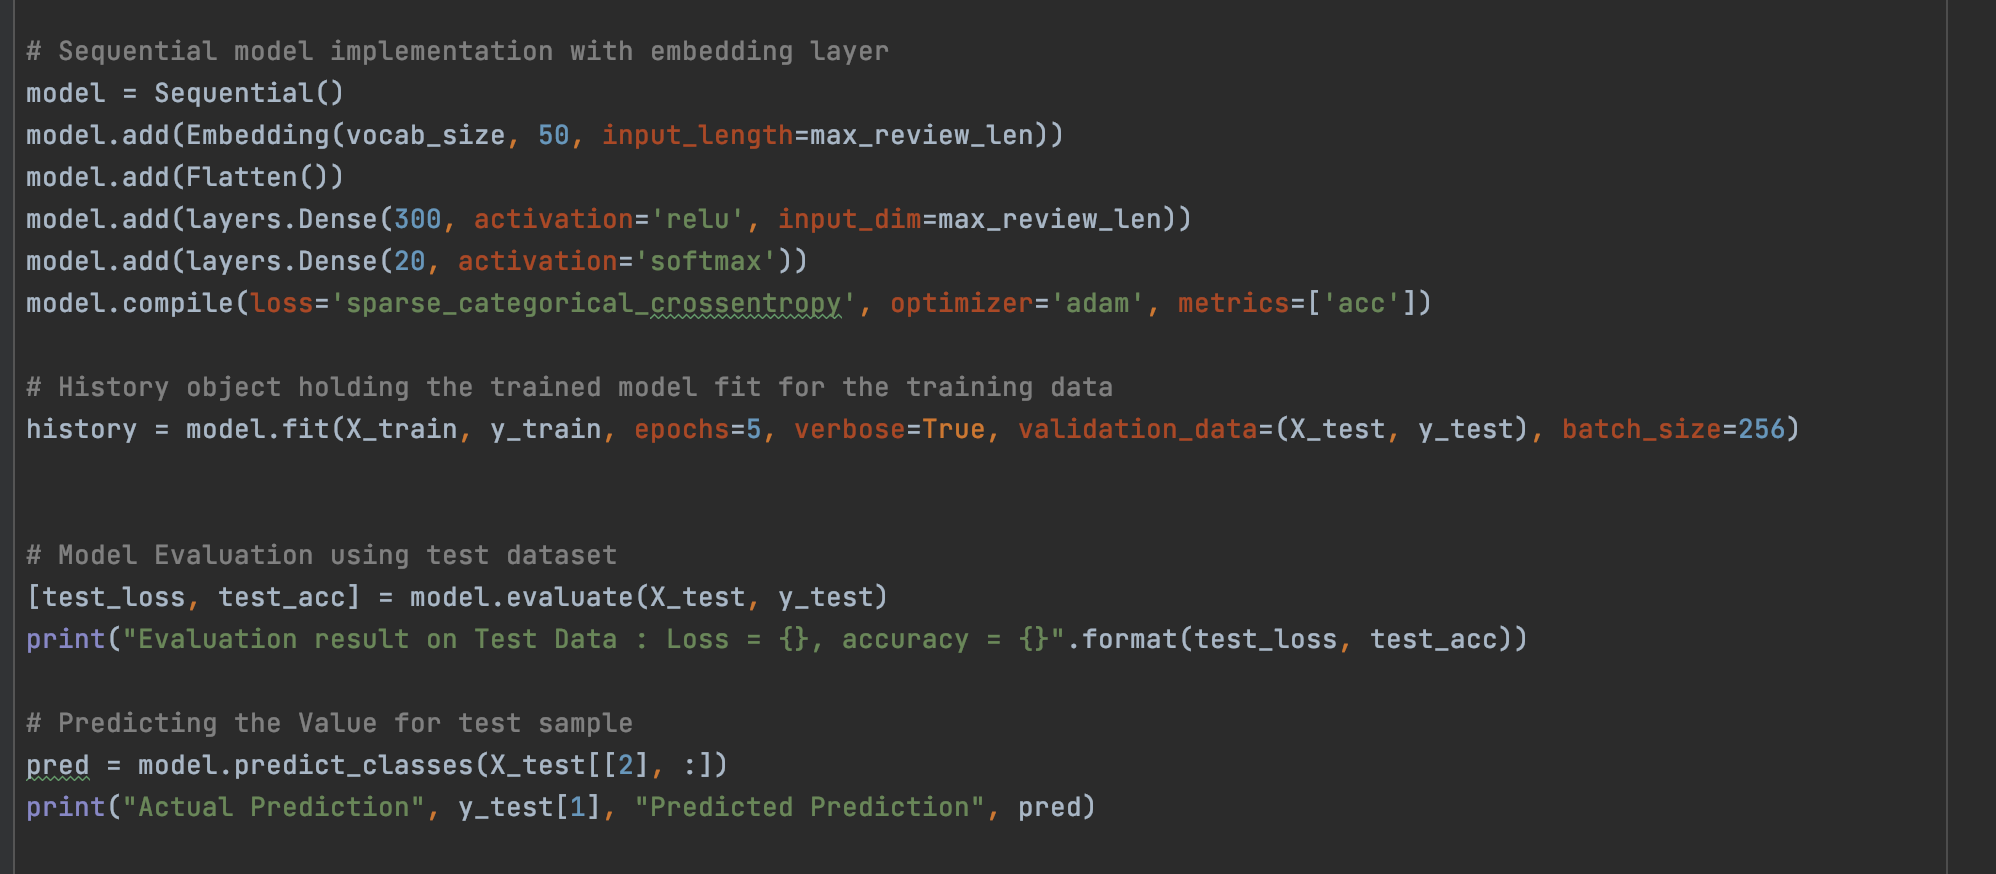 # Sequential model implementation with embedding layer
model = Sequential()
model.add(Embedding(vocab_size, 50, input_length=max_review_len))
model.add(Flatten())
model.add(layers.Dense(300, activation='relu', input_dim=max_review_len))
model.add(layers.Dense(20, activation='softmax'))
model.compile(loss='sparse_categorical_crossentropy', optimizer='adam', metrics=['acc'])
# History object holding the trained model fit for the training data
history = model.fit(X_train, y_train, epochs=5, verbose=True, validation_data=(X_test, y_test), batch_size=256)
# Model Evaluation using test dataset
[test_loss, test_acc] = model.evaluate(X_test, y_test)
print("Evaluation result on Test Data : Loss = {}, accuracy = {}".format(test_loss, test_acc))
# Predicting the Value for test sample
pred = model.predict_classes(X_test[[2], :])
print("Actual Prediction", y_test[1], "Predicted Prediction", pred)